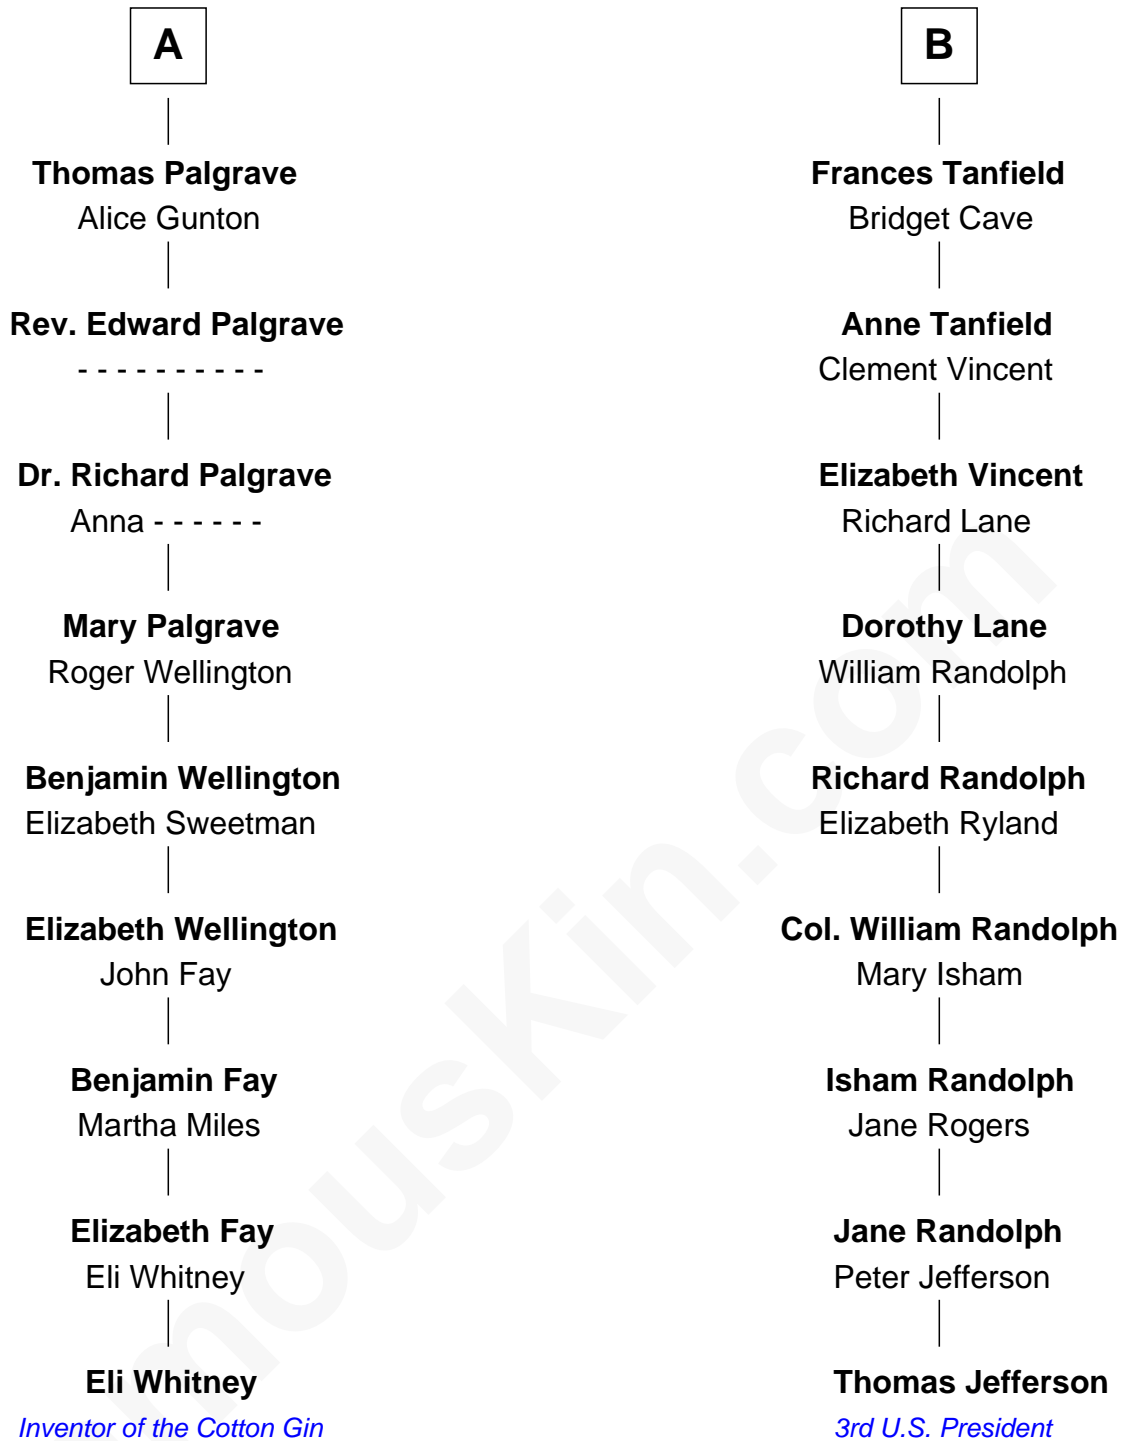 A
Thomas Palgrave
Alice Gunton
Rev. Edward Palgrave
- - - - - - - - - -
Dr. Richard Palgrave
Anna - - - - - -
Mary Palgrave
Roger Wellington
Benjamin Wellington
Elizabeth Sweetman
Elizabeth Wellington
John Fay
Benjamin Fay
Martha Miles
Elizabeth Fay
Eli Whitney
Eli Whitney
Inventor of the Cotton Gin
B
Frances Tanfield
Bridget Cave
Anne Tanfield
Clement Vincent
Elizabeth Vincent
Richard Lane
Dorothy Lane
William Randolph
Richard Randolph
Elizabeth Ryland
Col. William Randolph
Mary Isham
Isham Randolph
Jane Rogers
Jane Randolph
Peter Jefferson
Thomas Jefferson
3rd U.S. President
mouskin.com